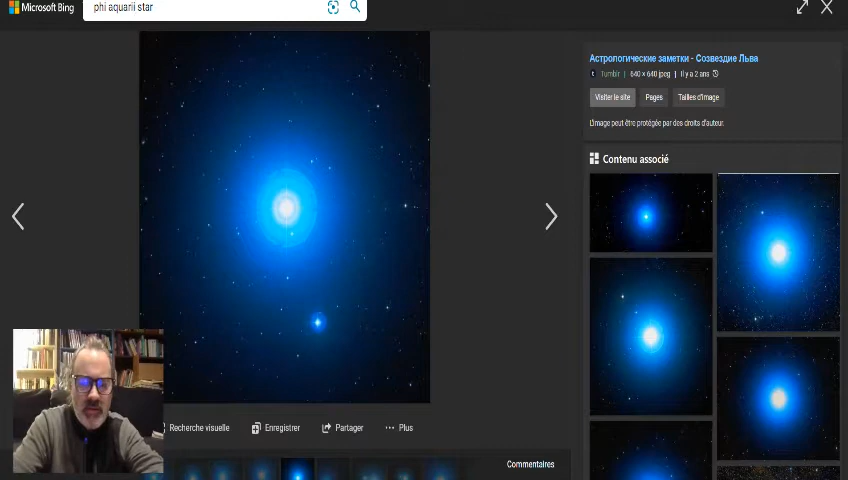 Microsoft Bing
phi aquarii star
Астрологические заметки - Созвездие Льва
Tumblr | 640 × 640 jpeg | Il y a 2 ans
Visiter le site
Pages
Tailles d'image
L'image peut être protégée par des droits d'auteur.
Contenu associé
Recherche visuelle
Enregistrer
Partager
Plus
Commentaires